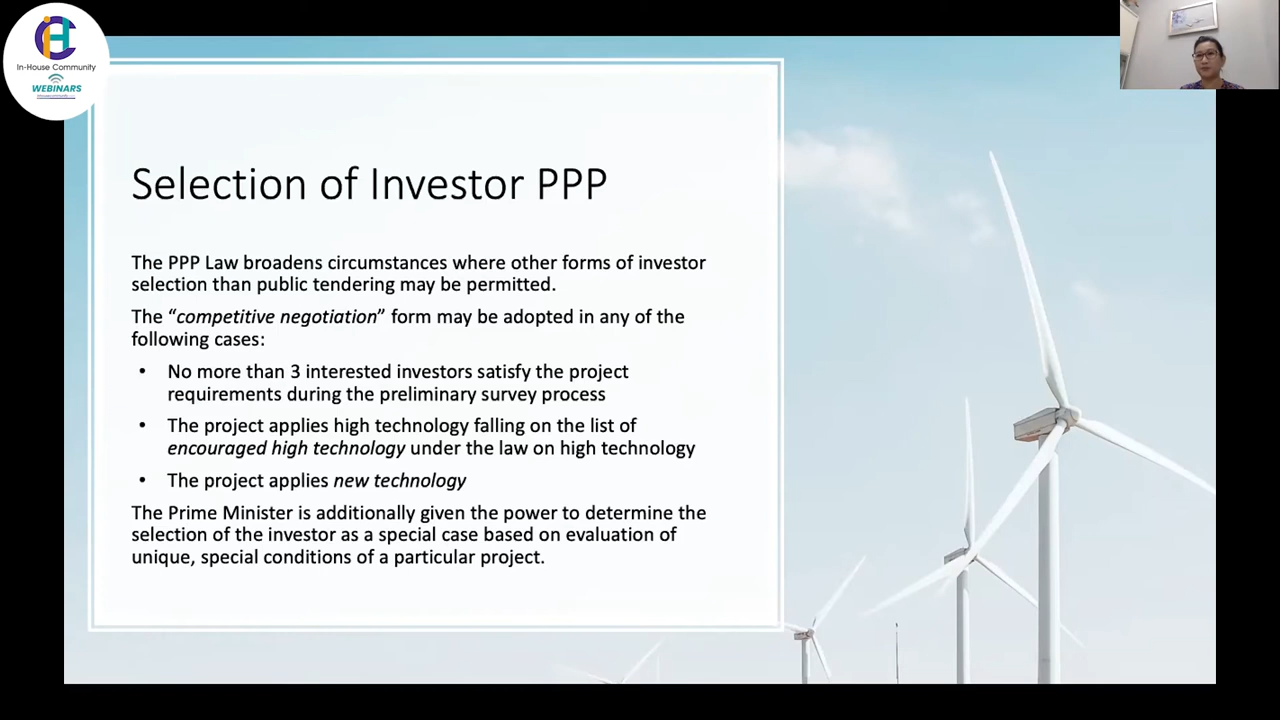 In-House Community
WEBINARS
Selection of Investor PPP
The PPP Law broadens circumstances where other forms of investor
selection than public tendering may be permitted.
The “competitive negotiation” form may be adopted in any of the
following cases:
• No more than 3 interested investors satisfy the project
requirements during the preliminary survey process
• The project applies high technology falling on the list of
encouraged high technology under the law on high technology
• The project applies new technology
The Prime Minister is additionally given the power to determine the
selection of the investor as a special case based on evaluation of
unique, special conditions of a particular project.